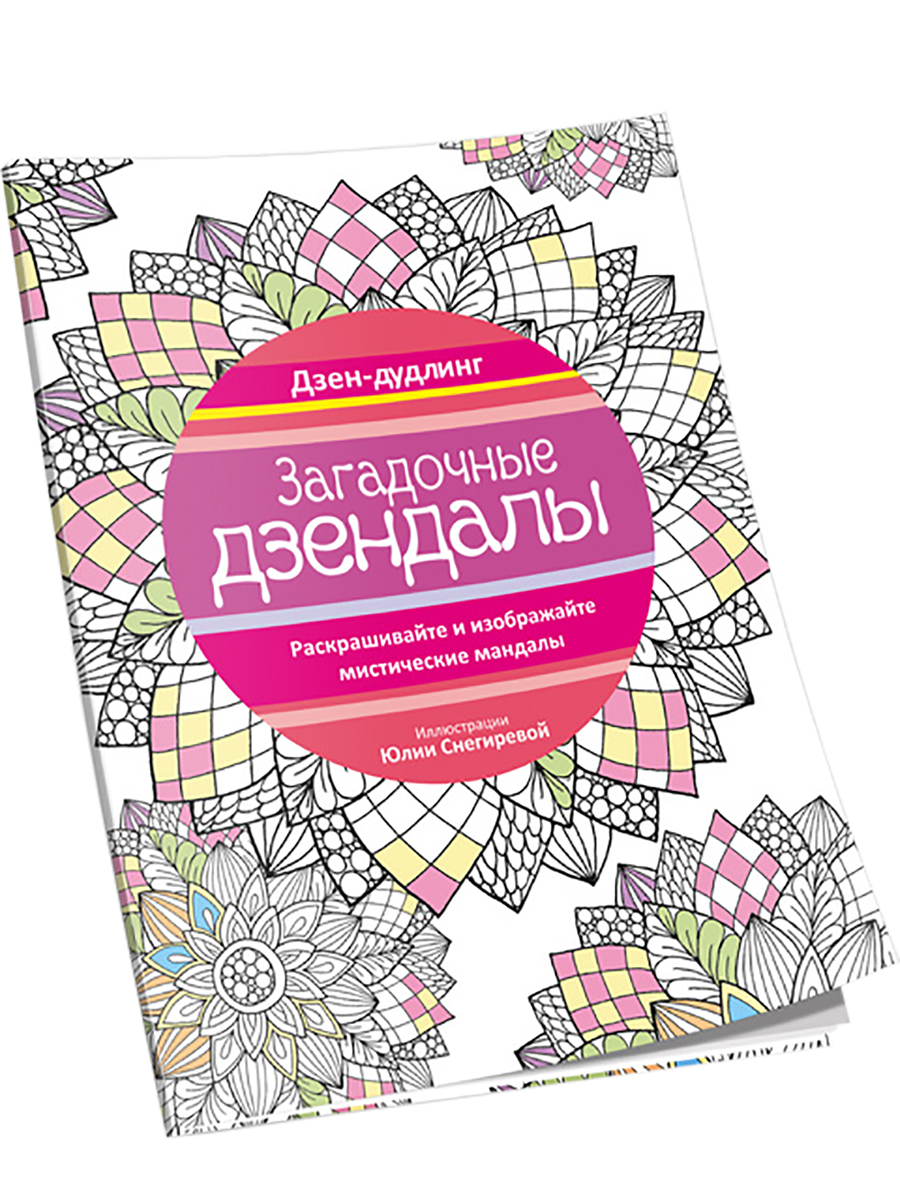 Дзен-дудлинг
Загадочные
дзендалы
Раскрашивайте и изображайте
мистические мандалы
Иллюстрации
Юлии Снегиревой